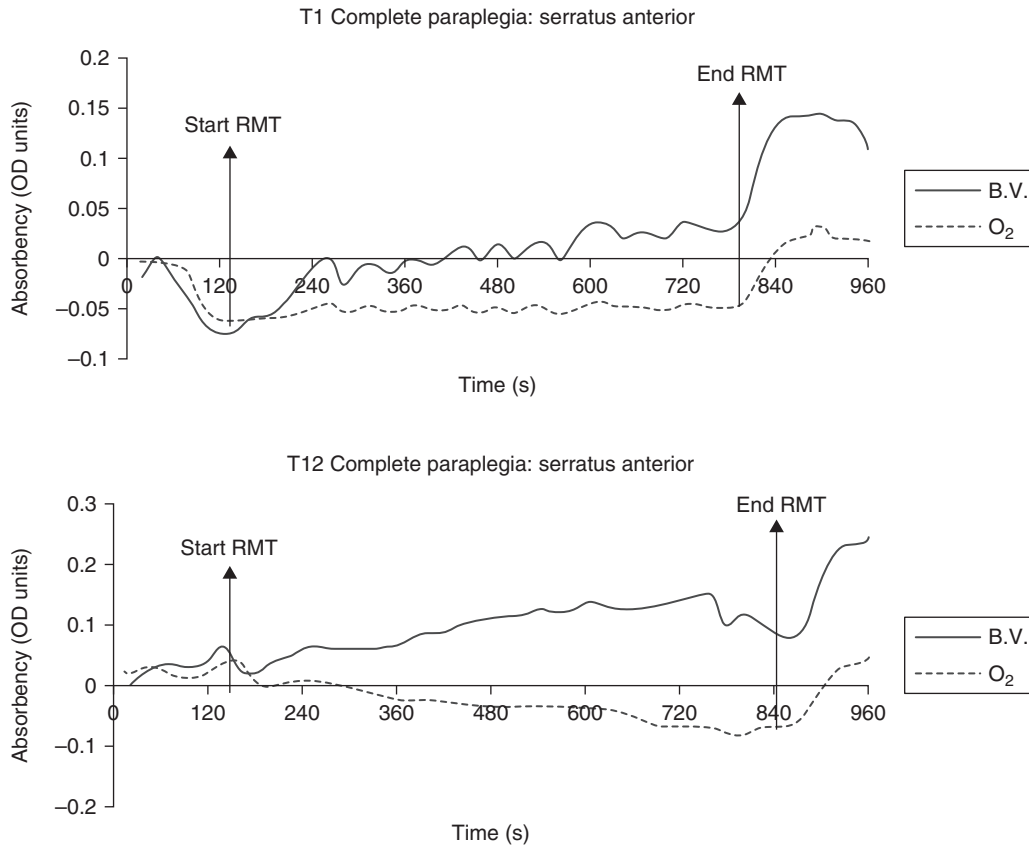 T1 Complete paraplegia: serratus anterior
Absorbency (OD units)
0.2
0.15
0.1
0.05
0
−0.05
−0.1
Start RMT
End RMT
0 120 240 360 480 600 720 840 960
Time (s)
B.V.
O₂
T12 Complete paraplegia: serratus anterior
Absorbency (OD units)
0.3
0.2
0.1
0
−0.1
−0.2
Start RMT
End RMT
0 120 240 360 480 600 720 840 960
Time (s)
B.V.
O₂